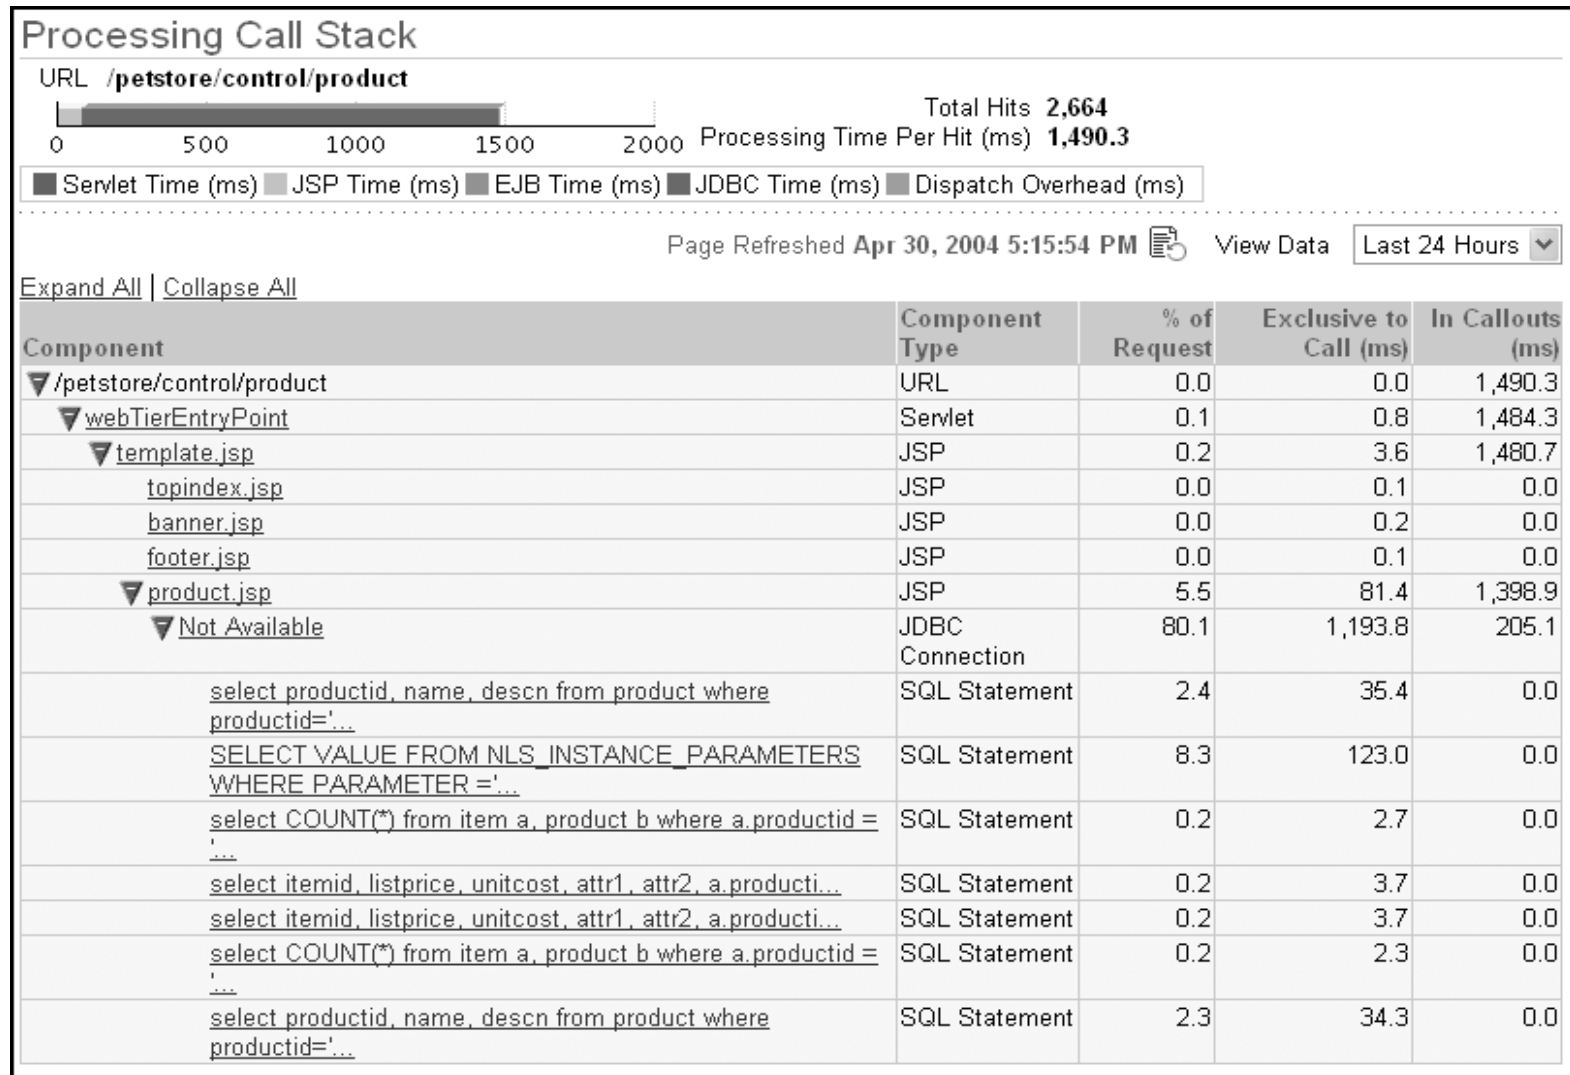 Processing Call Stack
URL /petstore/control/product
Total Hits 2,664
0 500 1000 1500 2000 Processing Time Per Hit (ms) 1,490.3
Servlet Time (ms) JSP Time (ms) EJB Time (ms) JDBC Time (ms) Dispatch Overhead (ms)
Page Refreshed Apr 30, 2004 5:15:54 PM View Data Last 24 Hours
Expand All | Collapse All
Component Component Type % of Request Exclusive to Call (ms) In Callouts (ms)
/petstore/control/product URL 0.0 0.0 1,490.3
webTierEntryPoint Servlet 0.1 0.8 1,484.3
template.jsp JSP 0.2 3.6 1,480.7
topindex.jsp JSP 0.0 0.1 0.0
banner.jsp JSP 0.0 0.2 0.0
footer.jsp JSP 0.0 0.1 0.0
product.jsp JSP 5.5 81.4 1,398.9
Not Available JDBC 80.1 1,193.8 205.1
Connection
select productid, name, descn from product where SQL Statement 2.4 35.4 0.0
productid='...
SELECT VALUE FROM NLS_INSTANCE_PARAMETERS SQL Statement 8.3 123.0 0.0
WHERE PARAMETER ='...
select COUNT(*) from item a, product b where a.productid = SQL Statement 0.2 2.7 0.0
'...
select itemid, listprice, unitcost, attr1, attr2, a.producti... SQL Statement 0.2 3.7 0.0
select itemid, listprice, unitcost, attr1, attr2, a.producti... SQL Statement 0.2 3.7 0.0
select COUNT(*) from item a, product b where a.productid = SQL Statement 0.2 2.3 0.0
'...
select productid, name, descn from product where SQL Statement 2.3 34.3 0.0
productid='...